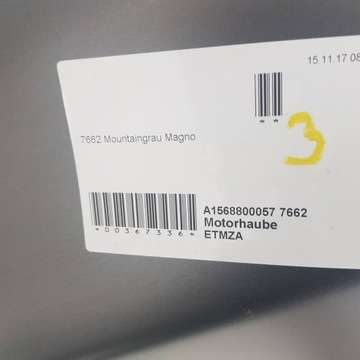 15.11.17 08
* *
3
7662 Mountaingrau Magno
A1568800057 7662
*00367336*
Motorhaube
ETMZA